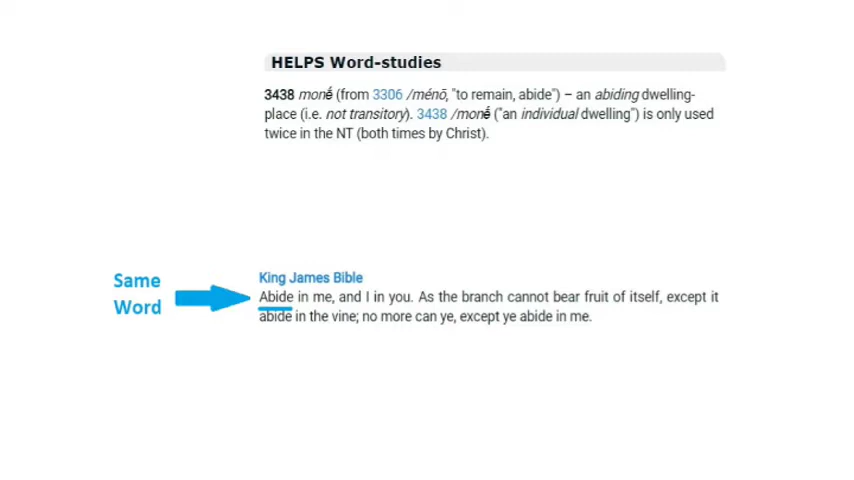 HELPS Word-studies
3438 monḗ (from 3306 /ménō, "to remain, abide") – an abiding dwelling-
place (i.e. not transitory). 3438 /monḗ ("an individual dwelling") is only used
twice in the NT (both times by Christ).
Same
Word
King James Bible
Abide in me, and I in you. As the branch cannot bear fruit of itself, except it
abide in the vine; no more can ye, except ye abide in me.